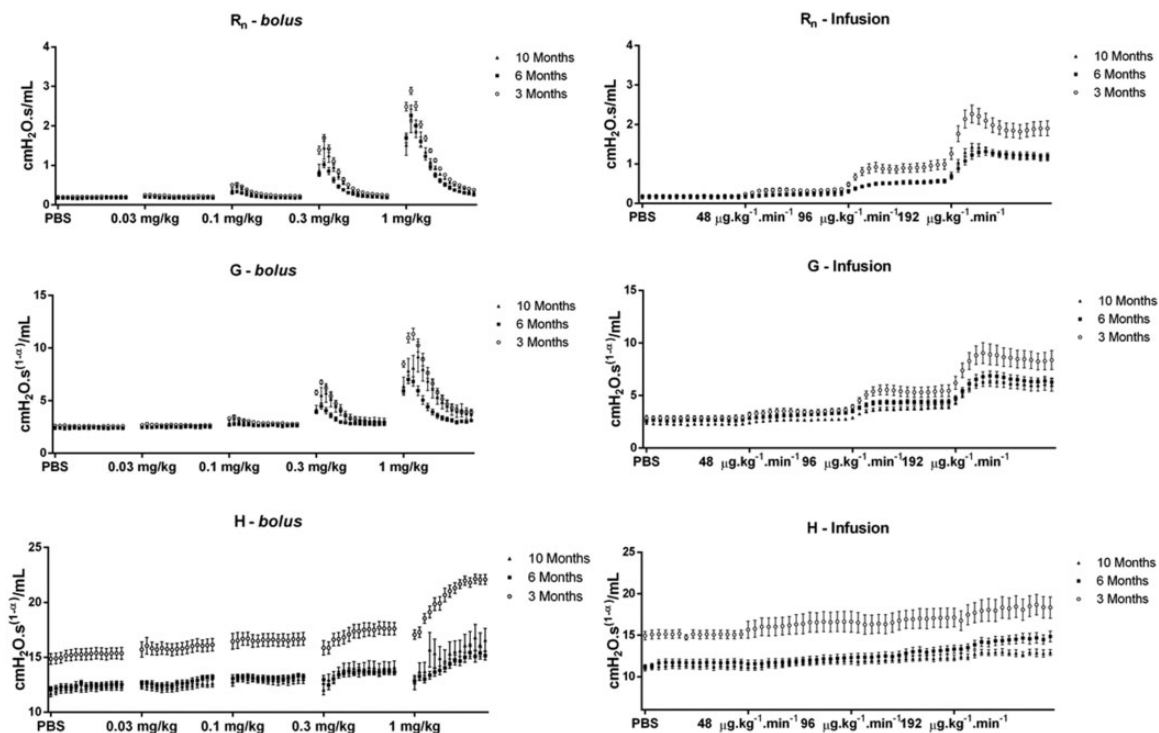 Rn - bolus
4
3
2
1
0
cmH2O.s/mL
10 Months
6 Months
3 Months
PBS 0.03 mg/kg 0.1 mg/kg 0.3 mg/kg 1 mg/kg
Rn - Infusion
4
3
2
1
0
cmH2O.s/mL
10 Months
6 Months
3 Months
PBS 48 μg.kg-1.min-1 96 μg.kg-1.min-1 192 μg.kg-1.min-1
G - bolus
15
10
5
0
cmH2O.s(1-α)/mL
10 Months
6 Months
3 Months
PBS 0.03 mg/kg 0.1 mg/kg 0.3 mg/kg 1 mg/kg
G - Infusion
15
10
5
0
cmH2O.s(1-α)/mL
10 Months
6 Months
3 Months
PBS 48 μg.kg-1.min-1 96 μg.kg-1.min-1 192 μg.kg-1.min-1
H - bolus
25
20
15
10
cmH2O.s(1-α)/mL
10 Months
6 Months
3 Months
PBS 0.03 mg/kg 0.1 mg/kg 0.3 mg/kg 1 mg/kg
H - Infusion
25
20
15
10
cmH2O.s(1-α)/mL
10 Months
6 Months
3 Months
PBS 48 μg.kg-1.min-1 96 μg.kg-1.min-1 192 μg.kg-1.min-1